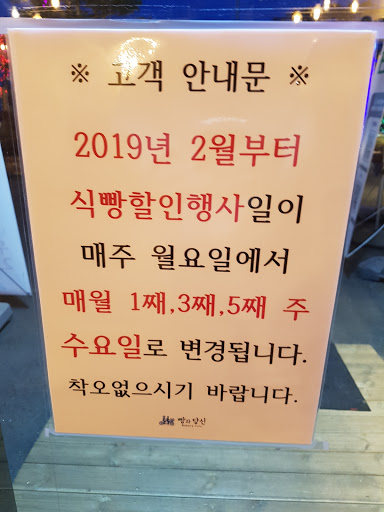 ※ 고객 안내문 ※
2019년 2월부터
식빵할인행사일이
매주 월요일에서
매월 1째,3째,5째 주
수요일로 변경됩니다.
착오없으시기 바랍니다.